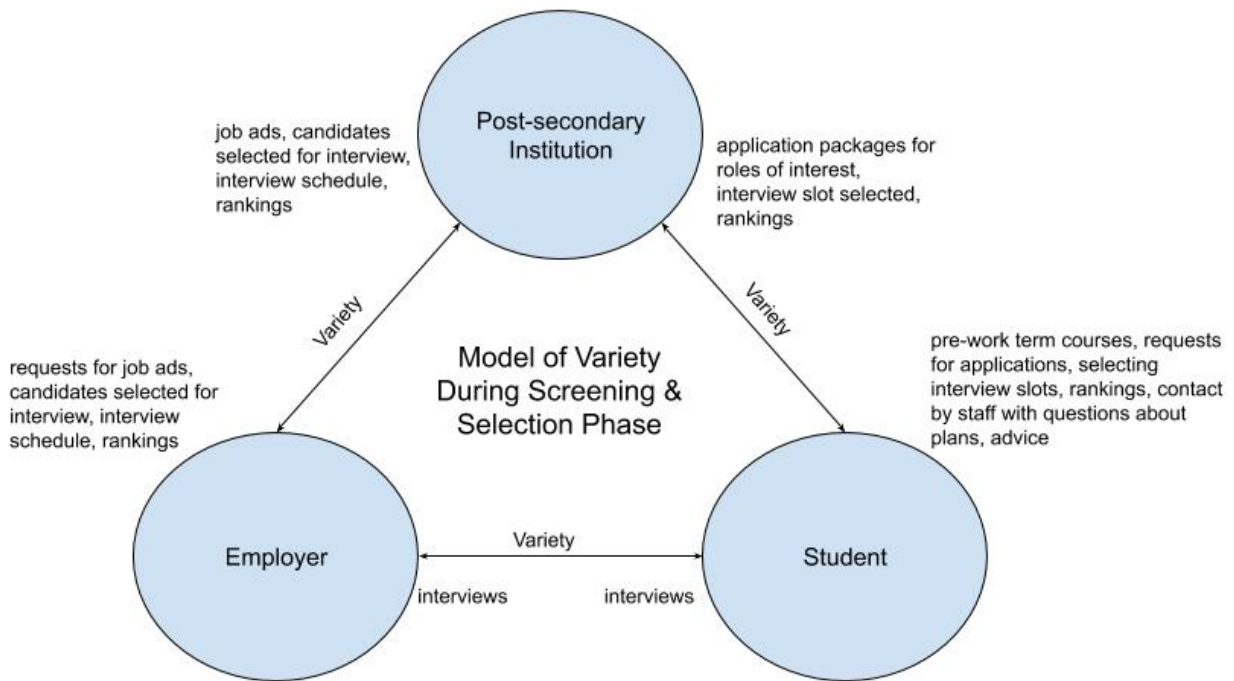 Post-secondary
Institution
job ads, candidates
selected for interview,
interview schedule,
rankings
application packages for
roles of interest,
interview slot selected,
rankings
Variety
Variety
Model of Variety
During Screening &
Selection Phase
requests for job ads,
candidates selected for
interview, interview
schedule, rankings
pre-work term courses, requests
for applications, selecting
interview slots, rankings, contact
by staff with questions about
plans, advice
Employer
Variety
Student
interviews
interviews